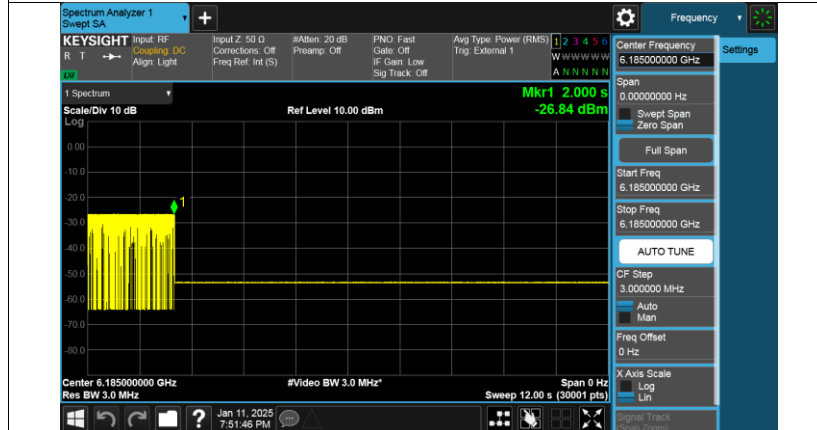 Spectrum Analyzer 1
Swept SA
+
Frequency
KEYSIGHT
R T
LXI
Input: RF
Coupling: DC
Align: Light
Input Z: 50 Ω
Corrections: Off
Freq Ref: Int (S)
#Atten: 20 dB
Preamp: Off
PNO: Fast
Gate: Off
IF Gain: Low
Sig Track: Off
Avg Type: Power (RMS)
Trig: External 1
1 2 3 4 5 6
W W W W W W
A N N N N N
1 Spectrum
Scale/Div 10 dB
Ref Level 10.00 dBm
Mkr1 2.000 s
-26.84 dBm
Log
0.00
-10.0
-20.0
-30.0
-40.0
-50.0
-60.0
-70.0
-80.0
1
Center 6.185000000 GHz
Res BW 3.0 MHz
#Video BW 3.0 MHz*
Span 0 Hz
Sweep 12.00 s (30001 pts)
?
Jan 11, 2025
7:51:46 PM
Center Frequency
6.185000000 GHz
Span
0.00000000 Hz
Swept Span
Zero Span
Full Span
Start Freq
6.185000000 GHz
Stop Freq
6.185000000 GHz
AUTO TUNE
CF Step
3.000000 MHz
Auto
Man
Freq Offset
0 Hz
X Axis Scale
Log
Lin
Signal Track
(Span Zoom)
Settings